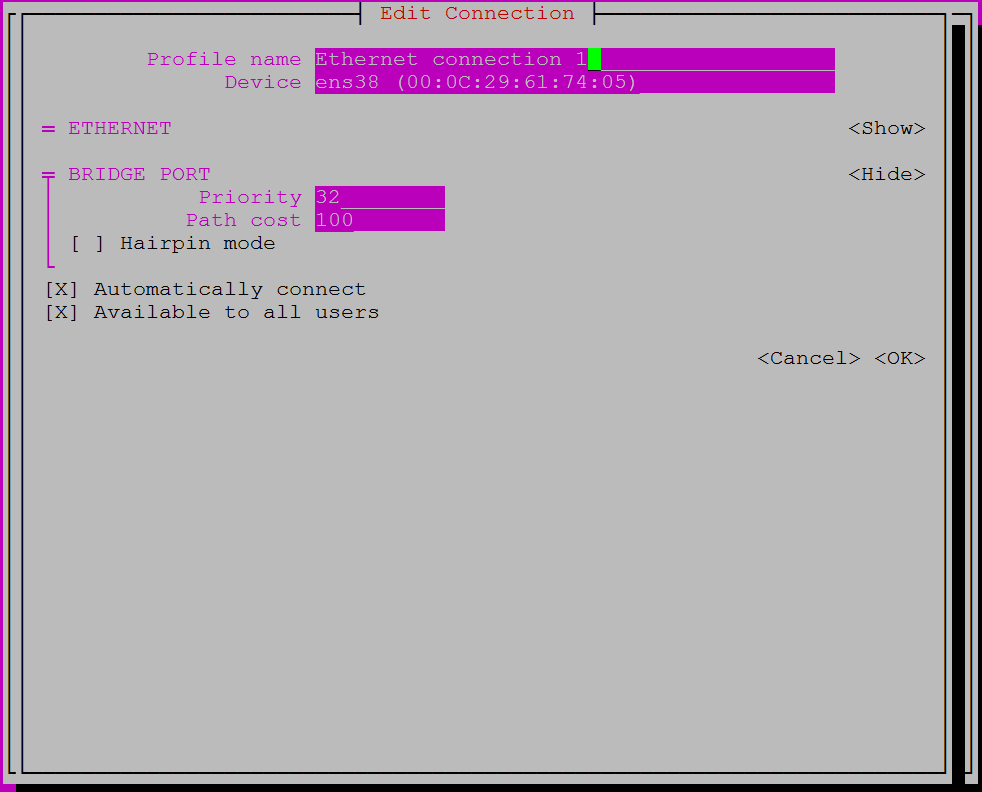 Edit Connection
Profile name Ethernet connection 1
Device ens38 (00:0C:29:61:74:05)
= ETHERNET <Show>
BRIDGE PORT <Hide>
Priority 32
Path cost 100
[ ] Hairpin mode
[X] Automatically connect
[X] Available to all users
<Cancel> <OK>